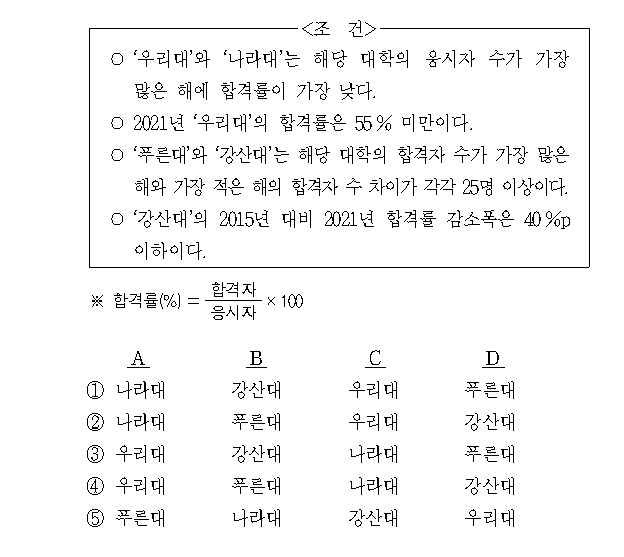 <조 건>
○ '우리대'와 '나라대'는 해당 대학의 응시자 수가 가장
많은 해에 합격률이 가장 낮다.
○ 2021년 '우리대'의 합격률은 55% 미만이다.
○ '푸른대'와 '강산대'는 해당 대학의 합격자 수가 가장 많은
해와 가장 적은 해의 합격자 수 차이가 각각 25명 이상이다.
○ '강산대'의 2015년 대비 2021년 합격률 감소폭은 40%p
이하이다.
※ 합격률(%) = 합격자/응시자 × 100
A B C D
① 나라대 강산대 우리대 푸른대
② 나라대 푸른대 우리대 강산대
③ 우리대 강산대 나라대 푸른대
④ 우리대 푸른대 나라대 강산대
⑤ 푸른대 나라대 강산대 우리대